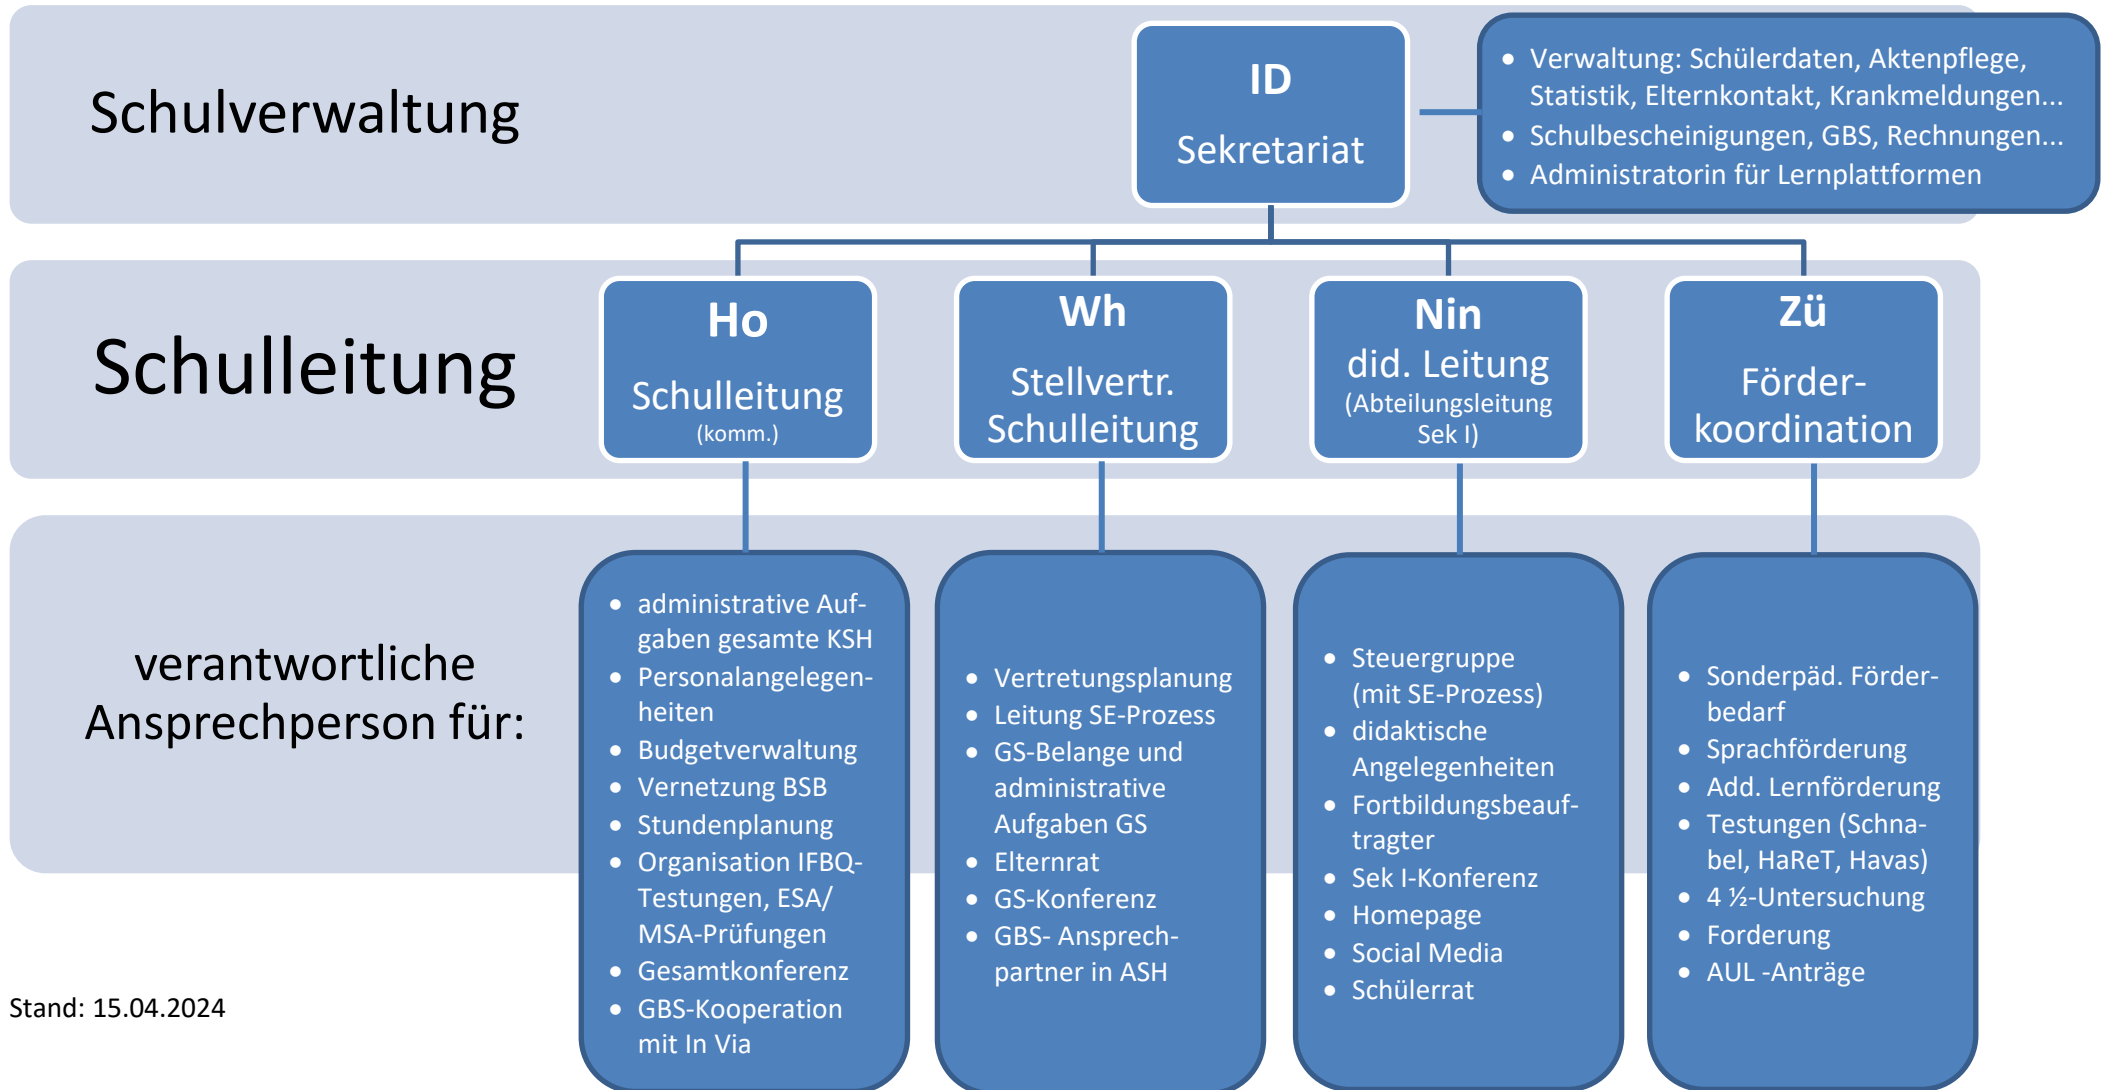 Schulverwaltung
ID
Sekretariat
• Verwaltung: Schülerdaten, Aktenpflege,
Statistik, Elternkontakt, Krankmeldungen...
• Schulbescheinigungen, GBS, Rechnungen...
• Administratorin für Lernplattformen
Schulleitung
Ho
Schulleitung
(komm.)
Wh
Stellvertr.
Schulleitung
Nin
did. Leitung
(Abteilungsleitung
Sek I)
Zü
Förder-
koordination
verantwortliche
Ansprechperson für:
• administrative Auf-
gaben gesamte KSH
• Personalangelegen-
heiten
• Budgetverwaltung
• Vernetzung BSB
• Stundenplanung
• Organisation IFBQ-
Testungen, ESA/
MSA-Prüfungen
• Gesamtkonferenz
• GBS-Kooperation
mit In Via
• Vertretungsplanung
• Leitung SE-Prozess
• GS-Belange und
administrative
Aufgaben GS
• Elternrat
• GS-Konferenz
• GBS- Ansprech-
partner in ASH
• Steuergruppe
(mit SE-Prozess)
• didaktische
Angelegenheiten
• Fortbildungsbeauf-
tragter
• Sek I-Konferenz
• Homepage
• Social Media
• Schülerrat
• Sonderpäd. Förder-
bedarf
• Sprachförderung
• Add. Lernförderung
• Testungen (Schna-
bel, HaReT, Havas)
• 4 ½-Untersuchung
• Forderung
• AUL -Anträge
Stand: 15.04.2024